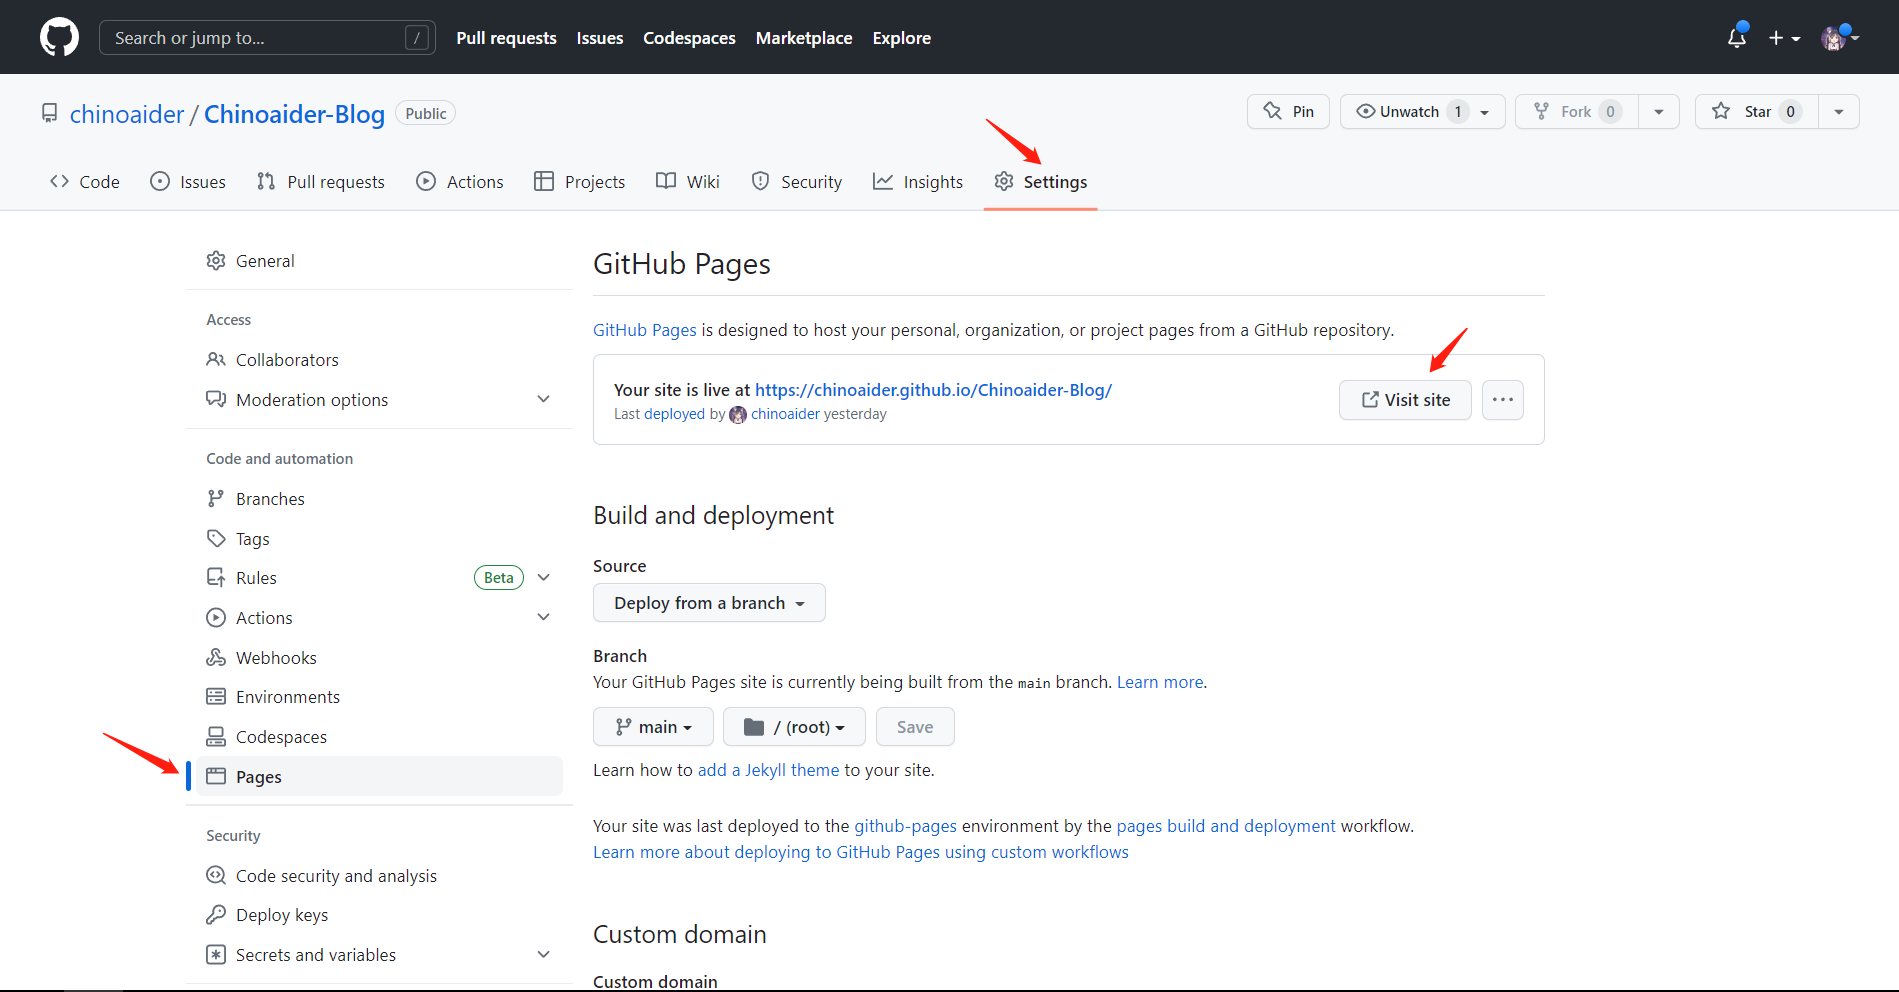 Search or jump to... /
Pull requests Issues Codespaces Marketplace Explore
chinoaider / Chinoaider-Blog Public
Pin Unwatch 1 Fork 0 Star 0
Code Issues Pull requests Actions Projects Wiki Security Insights Settings
General
Access
Collaborators
Moderation options
Code and automation
Branches
Tags
Rules Beta
Actions
Webhooks
Environments
Codespaces
Pages
Security
Code security and analysis
Deploy keys
Secrets and variables
GitHub Pages
GitHub Pages is designed to host your personal, organization, or project pages from a GitHub repository.
Your site is live at https://chinoaider.github.io/Chinoaider-Blog/
Last deployed by chinoaider yesterday
Visit site
Build and deployment
Source
Deploy from a branch
Branch
Your GitHub Pages site is currently being built from the main branch. Learn more.
main / (root) Save
Learn how to add a Jekyll theme to your site.
Your site was last deployed to the github-pages environment by the pages build and deployment workflow.
Learn more about deploying to GitHub Pages using custom workflows
Custom domain
Custom domain